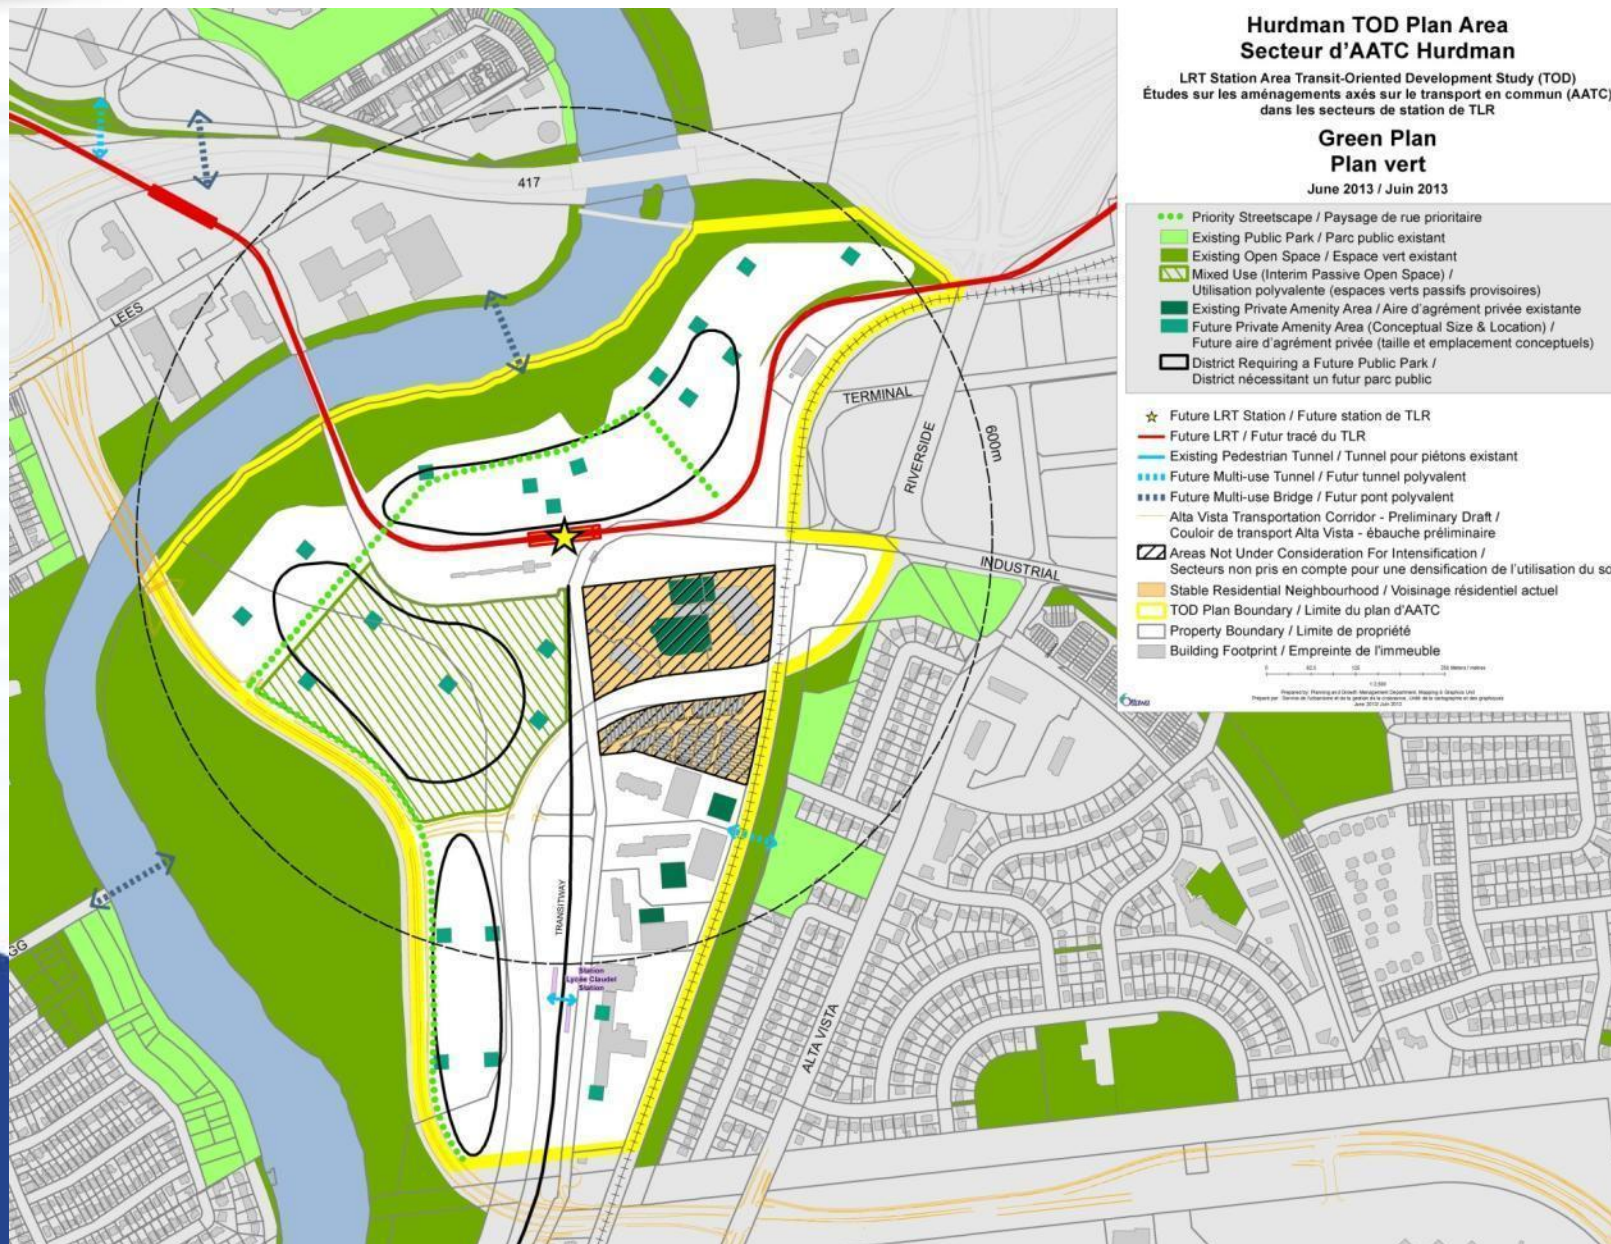 Hurdman TOD Plan Area
Secteur d'AATC Hurdman
LRT Station Area Transit-Oriented Development Study (TOD)
Études sur les aménagements axés sur le transport en commun (AATC)
dans les secteurs de station de TLR
Green Plan
Plan vert
June 2013 / Juin 2013
Priority Streetscape / Paysage de rue prioritaire
Existing Public Park / Parc public existant
Existing Open Space / Espace vert existant
Mixed Use (Interim Passive Open Space) /
Utilisation polyvalente (espaces verts passifs provisoires)
Existing Private Amenity Area / Aire d'agrément privée existante
Future Private Amenity Area (Conceptual Size & Location) /
Future aire d'agrément privée (taille et emplacement conceptuels)
District Requiring a Future Public Park /
District nécessitant un futur parc public
Future LRT Station / Future station de TLR
Future LRT / Futur tracé du TLR
Existing Pedestrian Tunnel / Tunnel pour piétons existant
Future Multi-use Tunnel / Futur tunnel polyvalent
Future Multi-use Bridge / Futur pont polyvalent
Alta Vista Transportation Corridor - Preliminary Draft /
Couloir de transport Alta Vista - ébauche préliminaire
Areas Not Under Consideration For Intensification /
Secteurs non pris en compte pour une densification de l'utilisation du so
Stable Residential Neighbourhood / Voisinage résidentiel actuel
TOD Plan Boundary / Limite du plan d'AATC
Property Boundary / Limite de propriété
Building Footprint / Empreinte de l'immeuble
Ottawa
June 2013/ Juin 2013
417
LEES
TERMINAL
RIVERSIDE
600m
INDUSTRIAL
TRANSITWAY
GG
Station
Lycée Claudel
Station
ALTA VISTA